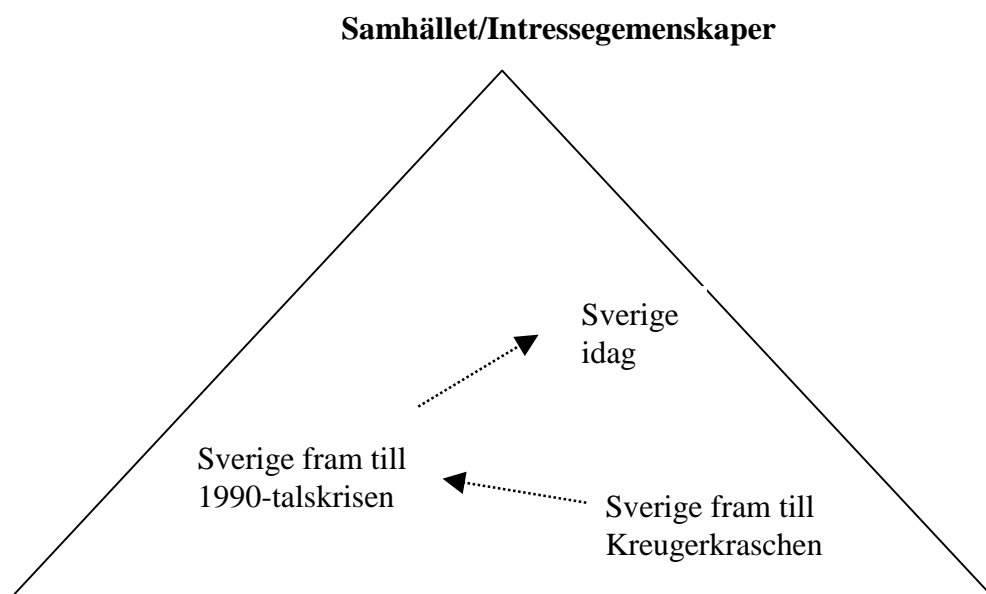 Samhället/Intressegemenskaper
Sverige
idag
Sverige fram till
1990-talskrisen
Sverige fram till
Kreugerkraschen